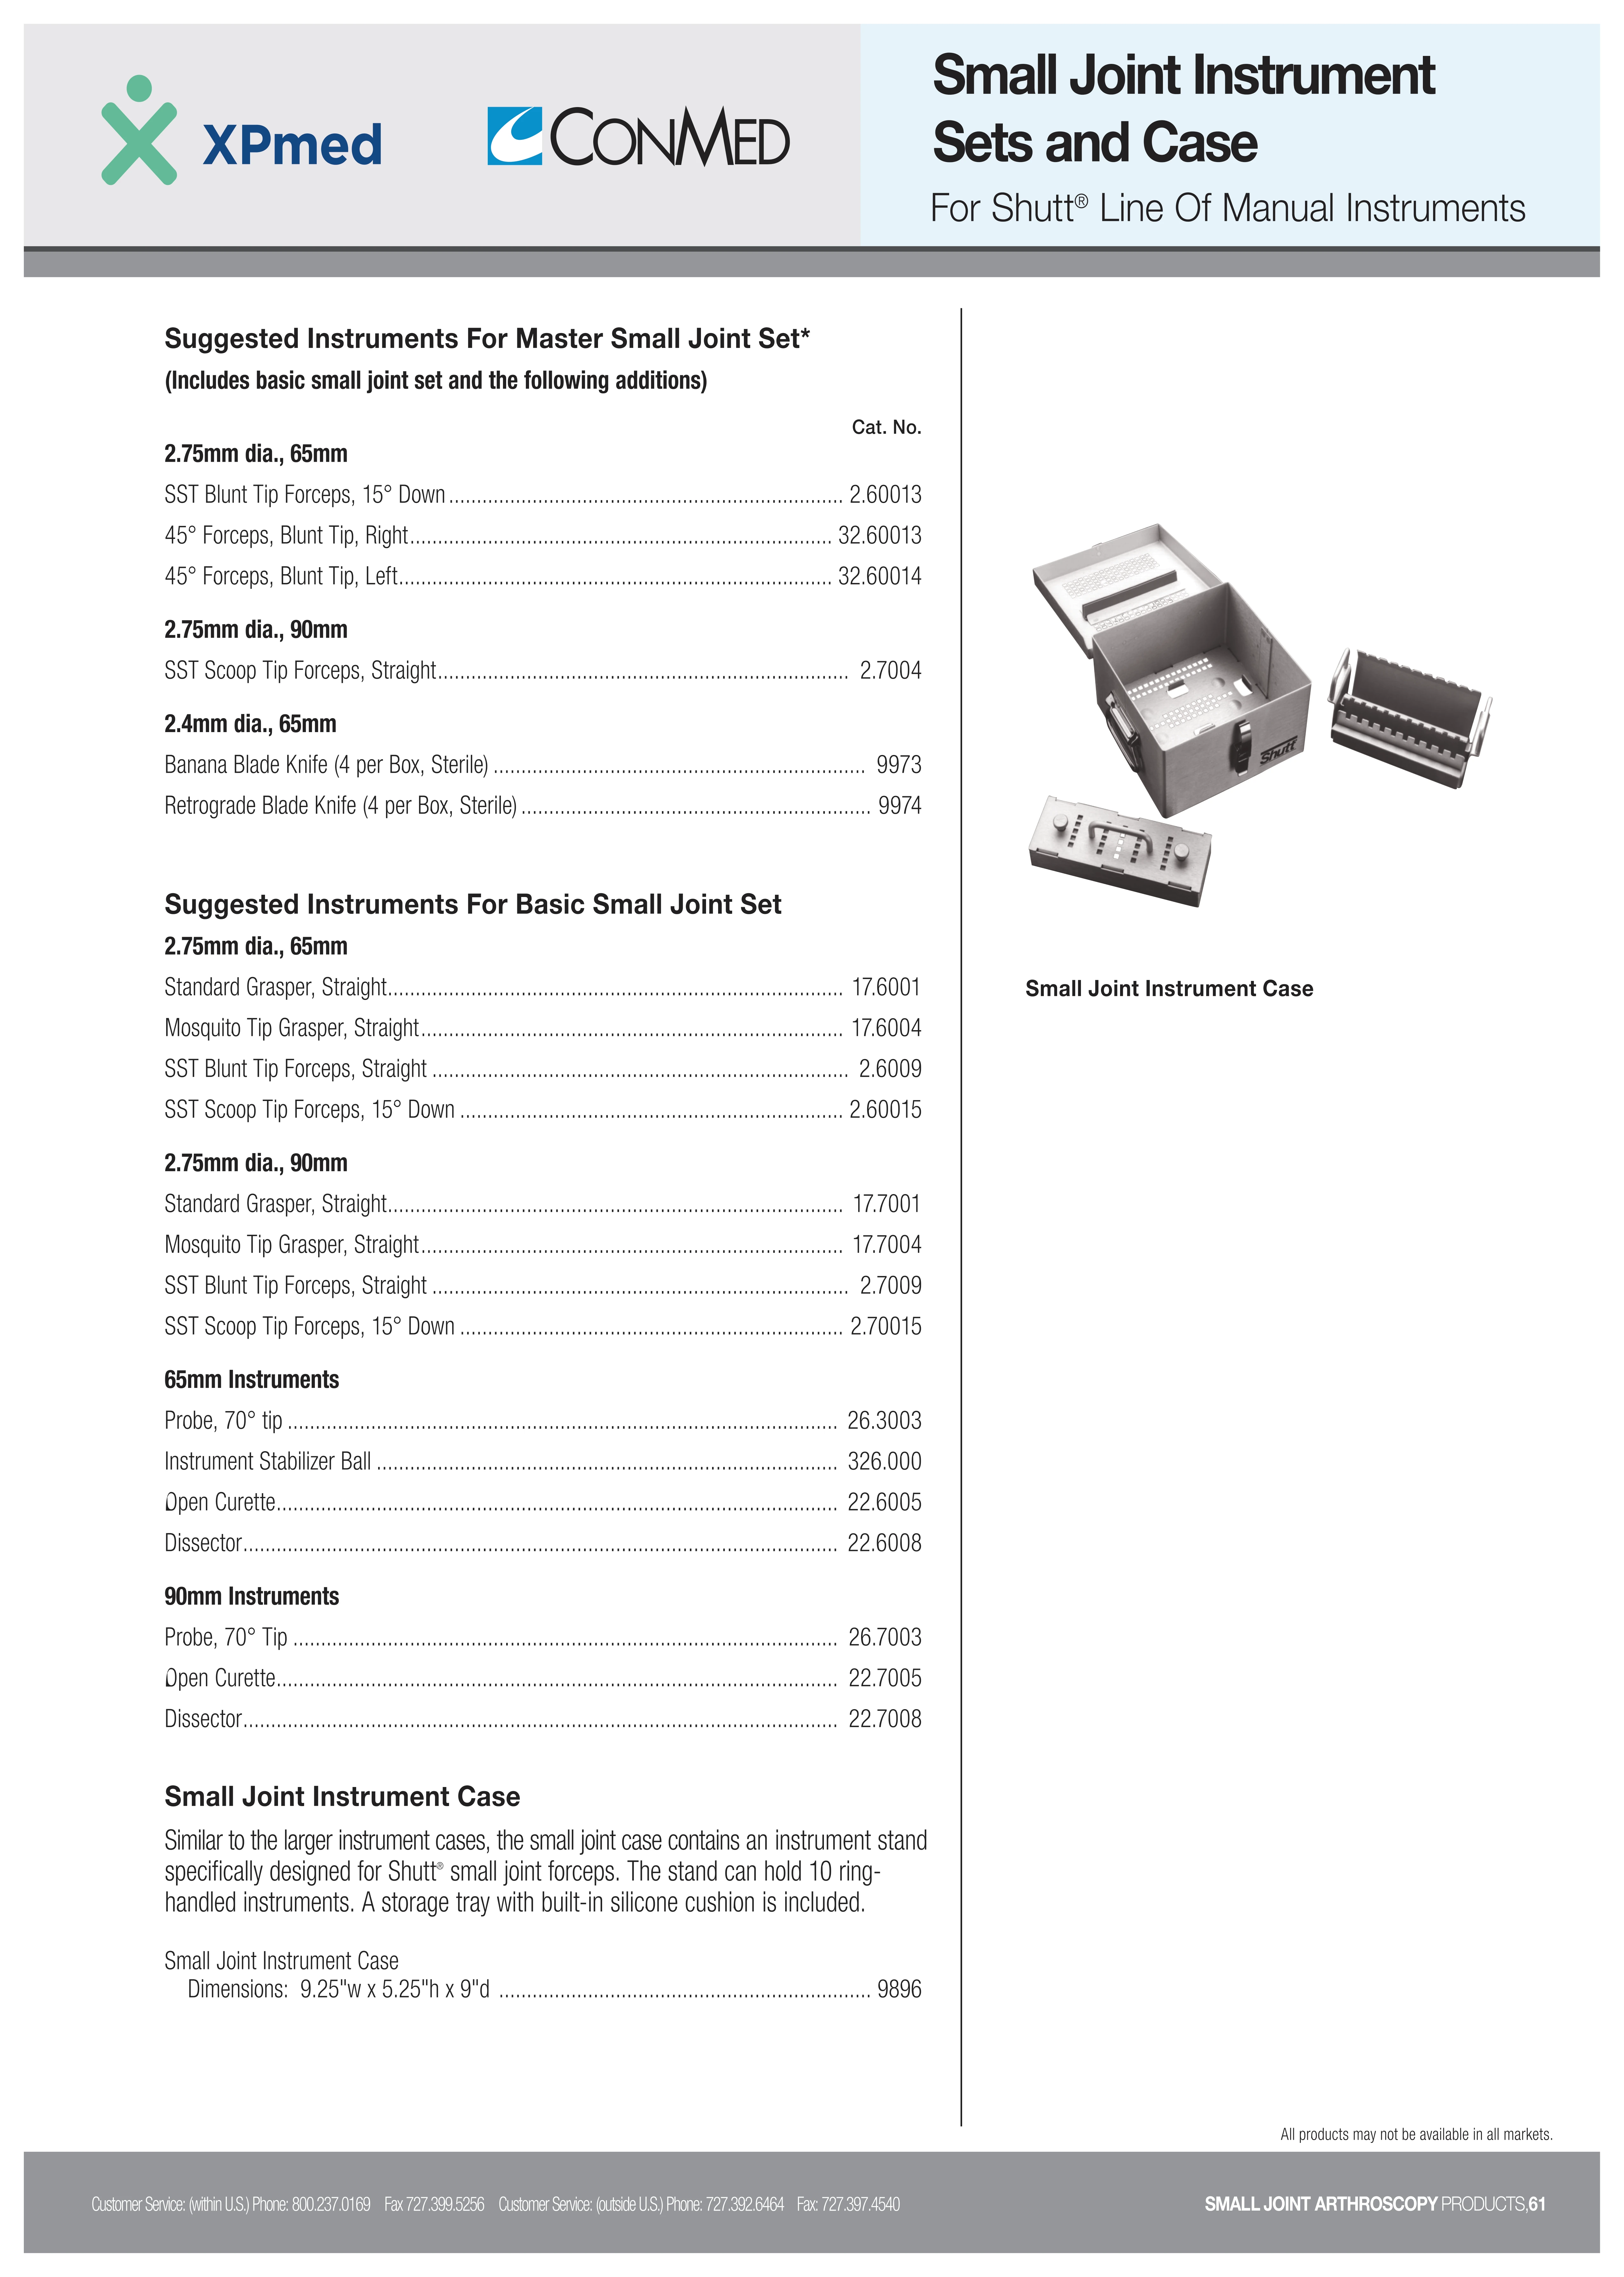 XPmed
CONMED
Small Joint Instrument
Sets and Case
For Shutt® Line Of Manual Instruments
Suggested Instruments For Master Small Joint Set*
(Includes basic small joint set and the following additions)
Cat. No.
2.75mm dia., 65mm
SST Blunt Tip Forceps, 15° Down 2.60013
45° Forceps, Blunt Tip, Right 32.60013
45° Forceps, Blunt Tip, Left 32.60014
2.75mm dia., 90mm
SST Scoop Tip Forceps, Straight 2.7004
2.4mm dia., 65mm
Banana Blade Knife (4 per Box, Sterile) 9973
Retrograde Blade Knife (4 per Box, Sterile) 9974
Suggested Instruments For Basic Small Joint Set
2.75mm dia., 65mm
Standard Grasper, Straight 17.6001
Mosquito Tip Grasper, Straight 17.6004
SST Blunt Tip Forceps, Straight 2.6009
SST Scoop Tip Forceps, 15° Down 2.60015
2.75mm dia., 90mm
Standard Grasper, Straight 17.7001
Mosquito Tip Grasper, Straight 17.7004
SST Blunt Tip Forceps, Straight 2.7009
SST Scoop Tip Forceps, 15° Down 2.70015
65mm Instruments
Probe, 70° tip 26.3003
Instrument Stabilizer Ball 326.000
Open Curette 22.6005
Dissector 22.6008
90mm Instruments
Probe, 70° Tip 26.7003
Open Curette 22.7005
Dissector 22.7008
Small Joint Instrument Case
Similar to the larger instrument cases, the small joint case contains an instrument stand
specifically designed for Shutt® small joint forceps. The stand can hold 10 ring-
handled instruments. A storage tray with built-in silicone cushion is included.
Small Joint Instrument Case
Dimensions: 9.25"w x 5.25"h x 9"d 9896
Shutt
Small Joint Instrument Case
All products may not be available in all markets.
Customer Service: (within U.S.) Phone: 800.237.0169 Fax 727.399.5256 Customer Service: (outside U.S.) Phone: 727.392.6464 Fax: 727.397.4540
SMALL JOINT ARTHROSCOPY PRODUCTS,61